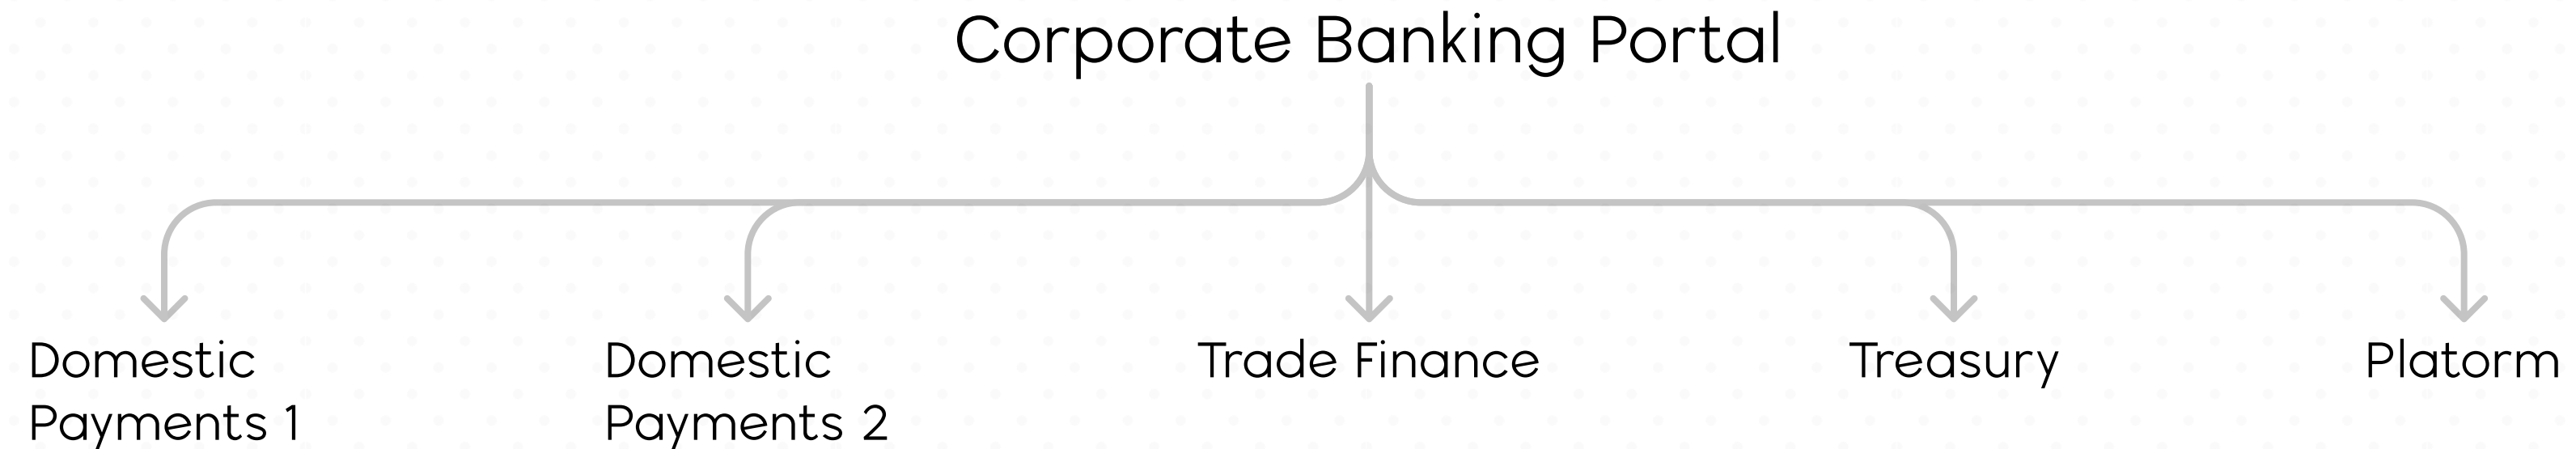 Corporate Banking Portal
Domestic
Payments 1
Domestic
Payments 2
Trade Finance
Treasury
Platorm